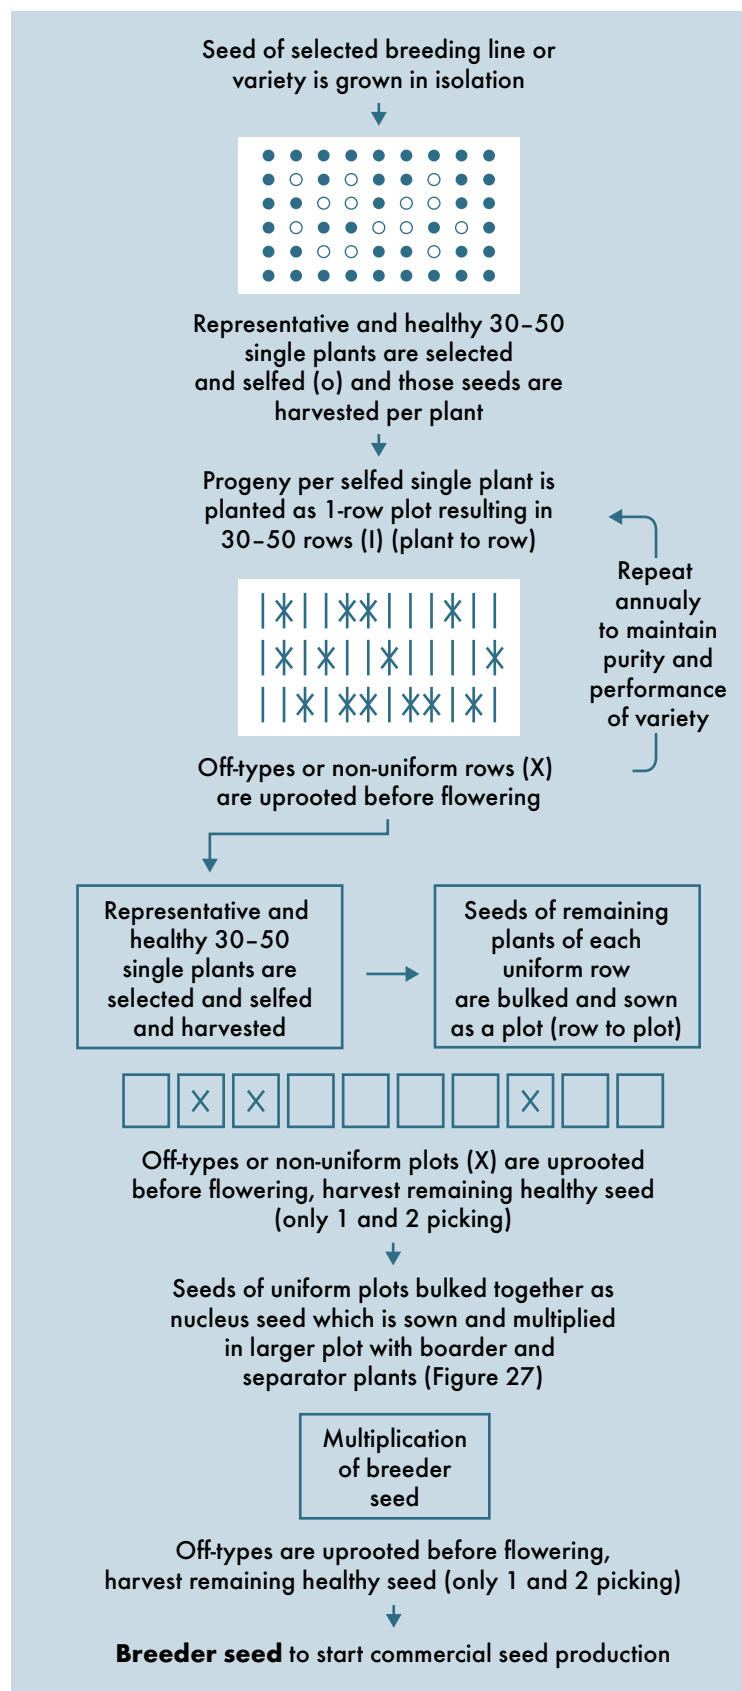 Seed of selected breeding line or
variety is grown in isolation
Representative and healthy 30–50
single plants are selected
and selfed (o) and those seeds are
harvested per plant
Progeny per selfed single plant is
planted as 1-row plot resulting in
30–50 rows (I) (plant to row)
Repeat
annualy
to maintain
purity and
performance
of variety
Off-types or non-uniform rows (X)
are uprooted before flowering
Representative and
healthy 30–50
single plants are
selected and selfed
and harvested
Seeds of remaining
plants of each
uniform row
are bulked and sown
as a plot (row to plot)
X X X
Off-types or non-uniform plots (X) are uprooted
before flowering, harvest remaining healthy seed
(only 1 and 2 picking)
Seeds of uniform plots bulked together as
nucleus seed which is sown and multiplied
in larger plot with boarder and
separator plants (Figure 27)
Multiplication
of breeder
seed
Off-types are uprooted before flowering,
harvest remaining healthy seed (only 1 and 2 picking)
Breeder seed to start commercial seed production